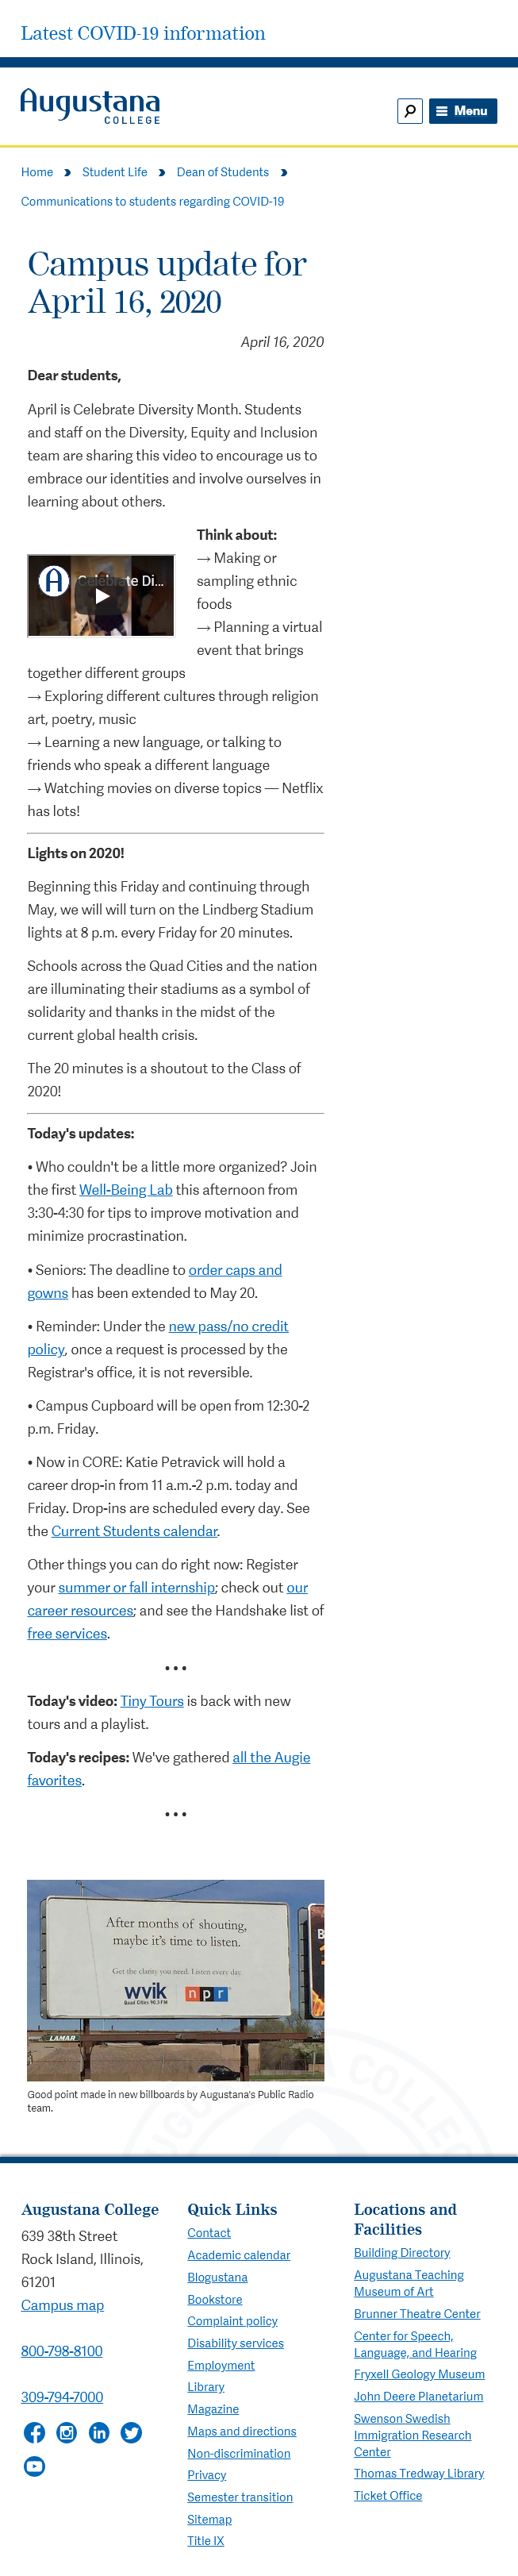 Latest COVID-19 information
Augustana
COLLEGE
Menu
Home
Student Life
Dean of Students
Communications to students regarding COVID-19
Campus update for
April 16, 2020
April 16, 2020
Dear students,
April is Celebrate Diversity Month. Students
and staff on the Diversity, Equity and Inclusion
team are sharing this video to encourage us to
embrace our identities and involve ourselves in
learning about others.
Celebrate Di...
Think about:
→ Making or
sampling ethnic
foods
→ Planning a virtual
event that brings
together different groups
→ Exploring different cultures through religion
art, poetry, music
→ Learning a new language, or talking to
friends who speak a different language
→ Watching movies on diverse topics — Netflix
has lots!
Lights on 2020!
Beginning this Friday and continuing through
May, we will will turn on the Lindberg Stadium
lights at 8 p.m. every Friday for 20 minutes.
Schools across the Quad Cities and the nation
are illuminating their stadiums as a symbol of
solidarity and thanks in the midst of the
current global health crisis.
The 20 minutes is a shoutout to the Class of
2020!
Today's updates:
• Who couldn't be a little more organized? Join
the first Well-Being Lab this afternoon from
3:30-4:30 for tips to improve motivation and
minimize procrastination.
• Seniors: The deadline to order caps and
gowns has been extended to May 20.
• Reminder: Under the new pass/no credit
policy, once a request is processed by the
Registrar's office, it is not reversible.
• Campus Cupboard will be open from 12:30-2
p.m. Friday.
• Now in CORE: Katie Petravick will hold a
career drop-in from 11 a.m.-2 p.m. today and
Friday. Drop-ins are scheduled every day. See
the Current Students calendar.
Other things you can do right now: Register
your summer or fall internship; check out our
career resources; and see the Handshake list of
free services.
• • •
Today's video: Tiny Tours is back with new
tours and a playlist.
Today's recipes: We've gathered all the Augie
favorites.
• • •
After months of shouting,
maybe it's time to listen.
Get the clarity you need. Listen every day.
wvik
Quad Cities 90.3 FM
npr
LAMAR
Good point made in new billboards by Augustana's Public Radio
team.
Augustana College
639 38th Street
Rock Island, Illinois,
61201
Campus map
800-798-8100
309-794-7000
Quick Links
Contact
Academic calendar
Blogustana
Bookstore
Complaint policy
Disability services
Employment
Library
Magazine
Maps and directions
Non-discrimination
Privacy
Semester transition
Sitemap
Title IX
Locations and
Facilities
Building Directory
Augustana Teaching
Museum of Art
Brunner Theatre Center
Center for Speech,
Language, and Hearing
Fryxell Geology Museum
John Deere Planetarium
Swenson Swedish
Immigration Research
Center
Thomas Tredway Library
Ticket Office